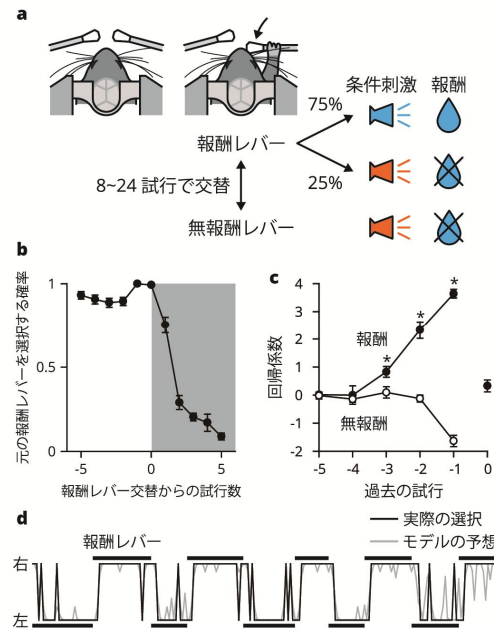 a
条件刺激 報酬
75%
報酬レバー
25%
8~24 試行で交替
無報酬レバー
b
元の報酬レバーを選択する確率
1
0.5
0
-5 0 5
報酬レバー交替からの試行数
c
回帰係数
4
3
2
1
0
-1
-2
* * *
報酬
無報酬
-5 -4 -3 -2 -1 0
過去の試行
d
実際の選択
モデルの予想
報酬レバー
右
左